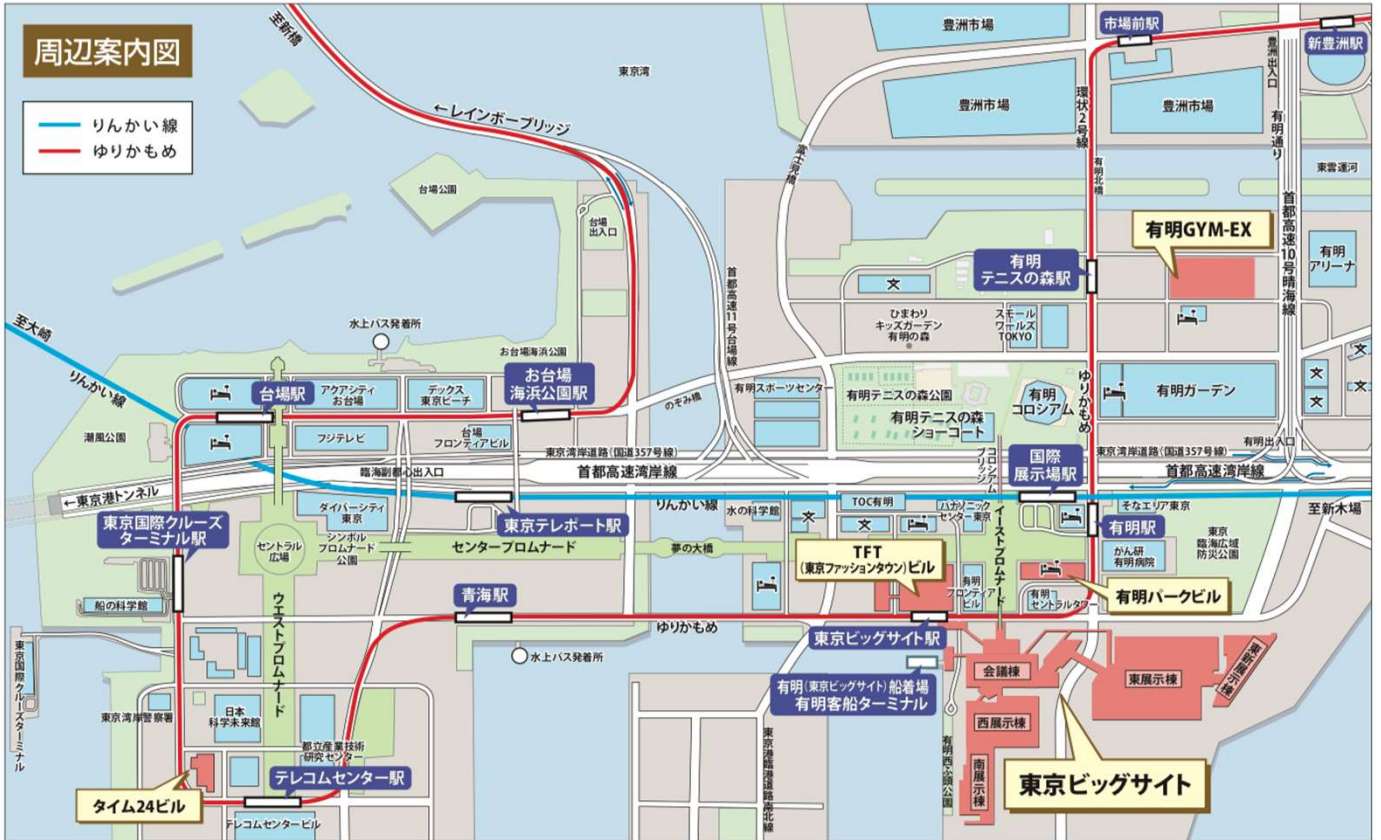 周辺案内図
りんかい線
ゆりかもめ
至新橋
東京湾
←レインボーブリッジ
台場公園
台場
出入口
豊洲市場
市場前駅
新豊洲駅
豊洲出入口
豊洲市場
豊洲市場
環状2号線
富士見橋
有明北橋
有明通り
東雲運河
首都高速10号晴海線
有明GYM-EX
有明
アリーナ
有明
テニスの森駅
文
ひまわり
キッズガーデン
有明の森
スモール
ワールズ
TOKYO
首都高速11号台場線
至大崎
りんかい線
水上バス発着所
お台場海浜公園
台場駅
アクアシティ
お台場
デックス
東京ビーチ
お台場
海浜公園駅
のぞみ橋
有明スポーツセンター
有明テニスの森公園
有明テニスの森
ショーコート
有明
コロシアム
ゆりかもめ
有明ガーデン
文
文
文
文
潮風公園
フジテレビ
台場
フロンティアビル
東京湾岸道路(国道357号線)
首都高速湾岸線
臨海副都心出入口
←東京港トンネル
コロシアム
ブリッジ
国際
展示場駅
東京湾岸道路(国道357号線)
有明出入口
首都高速湾岸線
りんかい線
至新木場
東京国際クルーズ
ターミナル駅
ダイバーシティ
東京
東京テレポート駅
水の科学館
文
TOC有明
文
パナソニック
センター東京
イーストプロムナード
有明駅
そなエリア東京
シンボル
プロムナード
公園
セントラル
広場
センタープロムナード
夢の大橋
TFT
(東京ファッションタウン)ビル
がん研
有明病院
東京
臨海広域
防災公園
船の科学館
ウエストプロムナード
青海駅
ゆりかもめ
有明
フロンティア
ビル
有明
セントラルタワー
有明パークビル
東京ビッグサイト駅
水上バス発着所
有明(東京ビッグサイト)船着場
有明客船ターミナル
会議棟
東展示棟
東新展示棟
西展示棟
南展示棟
有明西ふ頭公園
東京ビッグサイト
東京国際クルーズターミナル
東京湾岸警察署
日本
科学未来館
都立産業技術
研究センター
テレコムセンター駅
タイム24ビル
テレコムセンタービル
東京港臨港道路南北線